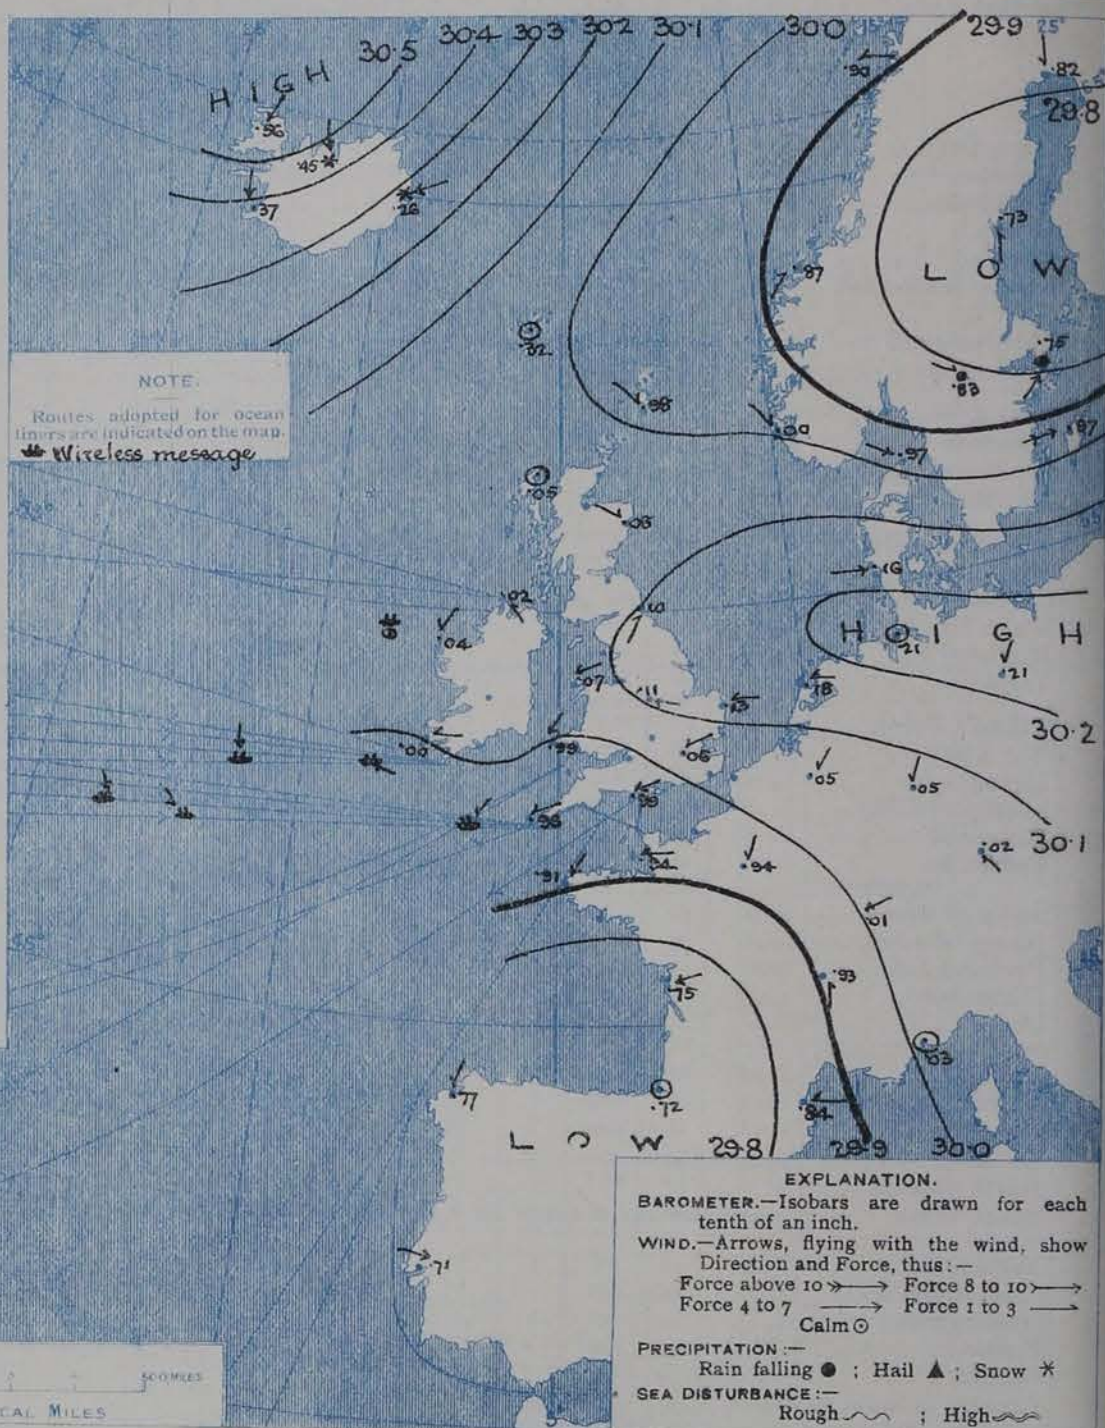 30.5 30.4 30.3 30.2 30.1 30.0 15° 29.9 25°
HIGH
.90
.82
29.8
.56
.45
.37
.26
.73
.87
LOW
.32
.75
.83
NOTE.
Routes adopted for ocean
liners are indicated on the map.
Wireless message
.98
.00
.97
.97
.05
.03
.16
.02
.04
HIGH
.21
.21
.07
.11
.13
.18
30.2
.00
.99
.06
.05
.05
.99
.98
.02
30.1
.91
.94
.94
.01
.93
.75
.03
.77
.72
.84
LOW
29.8
29.9
30.0
.71
EXPLANATION.
BAROMETER.—Isobars are drawn for each
tenth of an inch.
WIND.—Arrows, flying with the wind, show
Direction and Force, thus:—
Force above 10 Force 8 to 10
Force 4 to 7 Force 1 to 3
Calm
PRECIPITATION:—
Rain falling ; Hail ; Snow
SEA DISTURBANCE:—
Rough ; High
500 MILES
CAL MILES